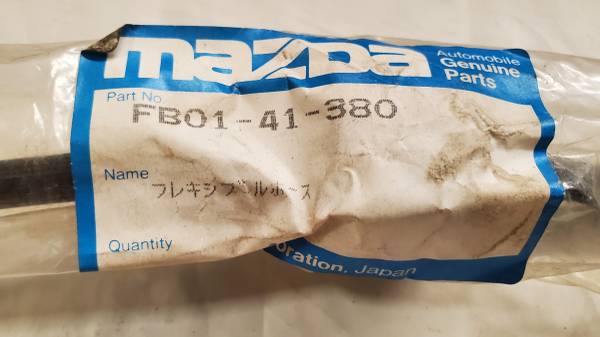 mazda
Automobile
Genuine
Parts
Part No.
FB01-41-380
Name
フレキシブルホース
Quantity
oration, Japan